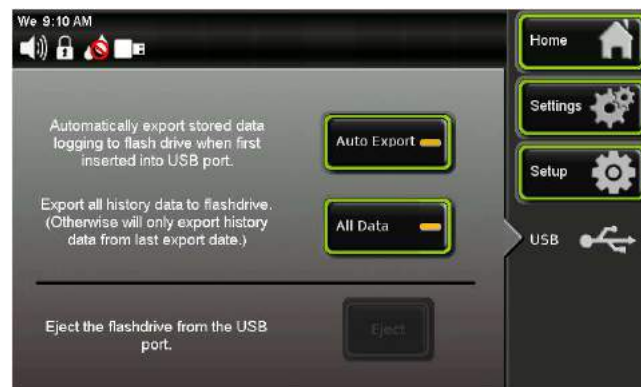 We 9:10 AM
Home
Automatically export stored data
logging to flash drive when first
inserted into USB port.
Auto Export
Settings
Export all history data to flashdrive.
(Otherwise will only export history
data from last export date.)
All Data
Setup
USB
Eject the flashdrive from the USB
port.
Eject